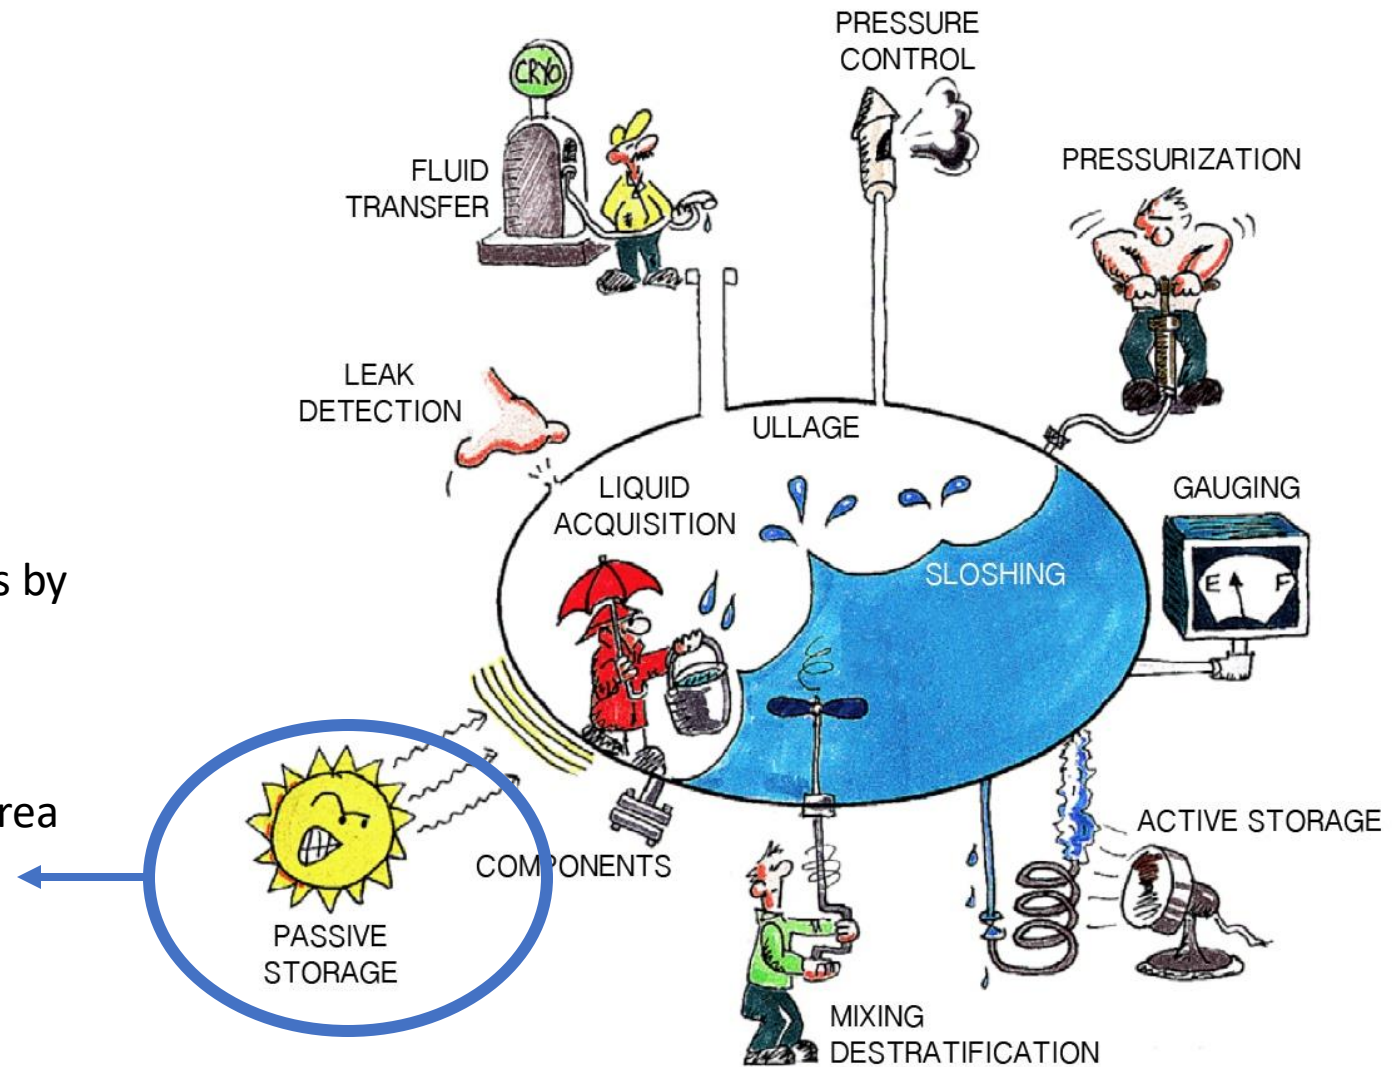 PRESSURE
CONTROL
CRYO
FLUID
TRANSFER
PRESSURIZATION
LEAK
DETECTION
ULLAGE
LIQUID
ACQUISITION
GAUGING
E F
SLOSHING
s by
rea
COMPONENTS
ACTIVE STORAGE
PASSIVE
STORAGE
MIXING
DESTRATIFICATION